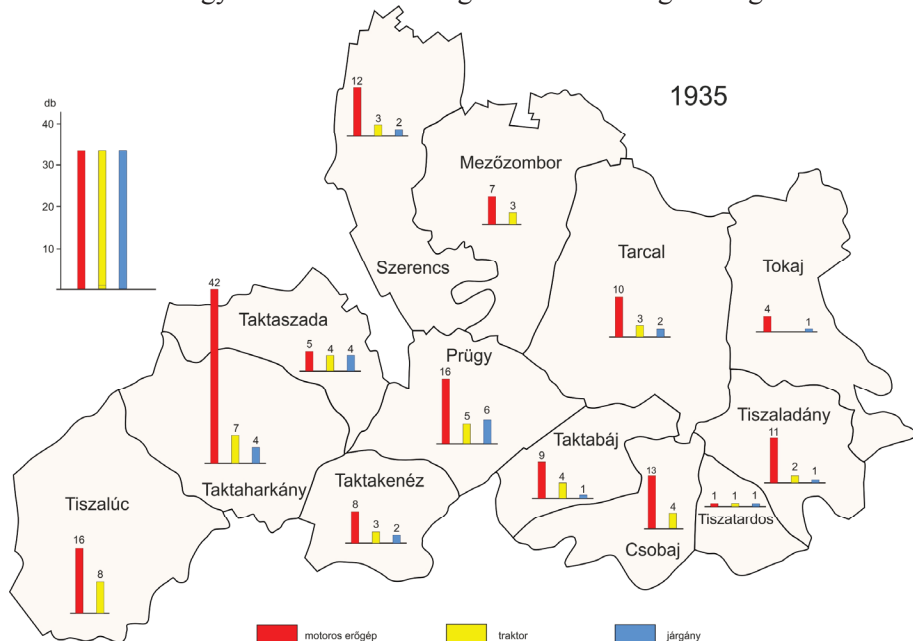 1935
db
40
30
20
10
12
3
2
Mezőzombor
7
3
Szerencs
Tarcal
10
3
2
Tokaj
4
1
42
7
4
Taktaharkány
Taktaszada
5
4
4
Prügy
16
5
6
Tiszaladány
11
2
1
Taktabáj
9
4
1
13
4
Csobaj
1
1
1
Tiszatardos
Taktakenéz
8
3
2
Tiszalúc
16
8
motoros erőgép
traktor
járgány